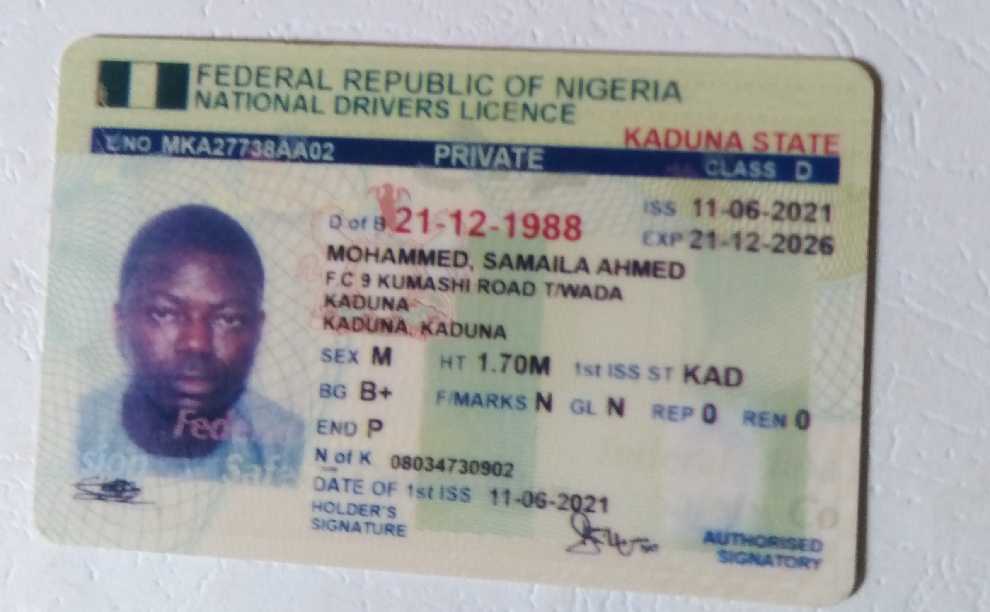 FEDERAL REPUBLIC OF NIGERIA
NATIONAL DRIVERS LICENCE
KADUNA STATE
L/NO MKA27738AA02 PRIVATE CLASS D
D of B 21-12-1988 ISS 11-06-2021
EXP 21-12-2026
MOHAMMED, SAMAILA AHMED
F.C 9 KUMASHI ROAD T/WADA
KADUNA
KADUNA, KADUNA
SEX M HT 1.70M 1st ISS ST KAD
BG B+ F/MARKS N GL N REP 0 REN 0
END P
N of K 08034730902
DATE OF 1st ISS 11-06-2021
HOLDER'S
SIGNATURE
AUTHORISED
SIGNATORY